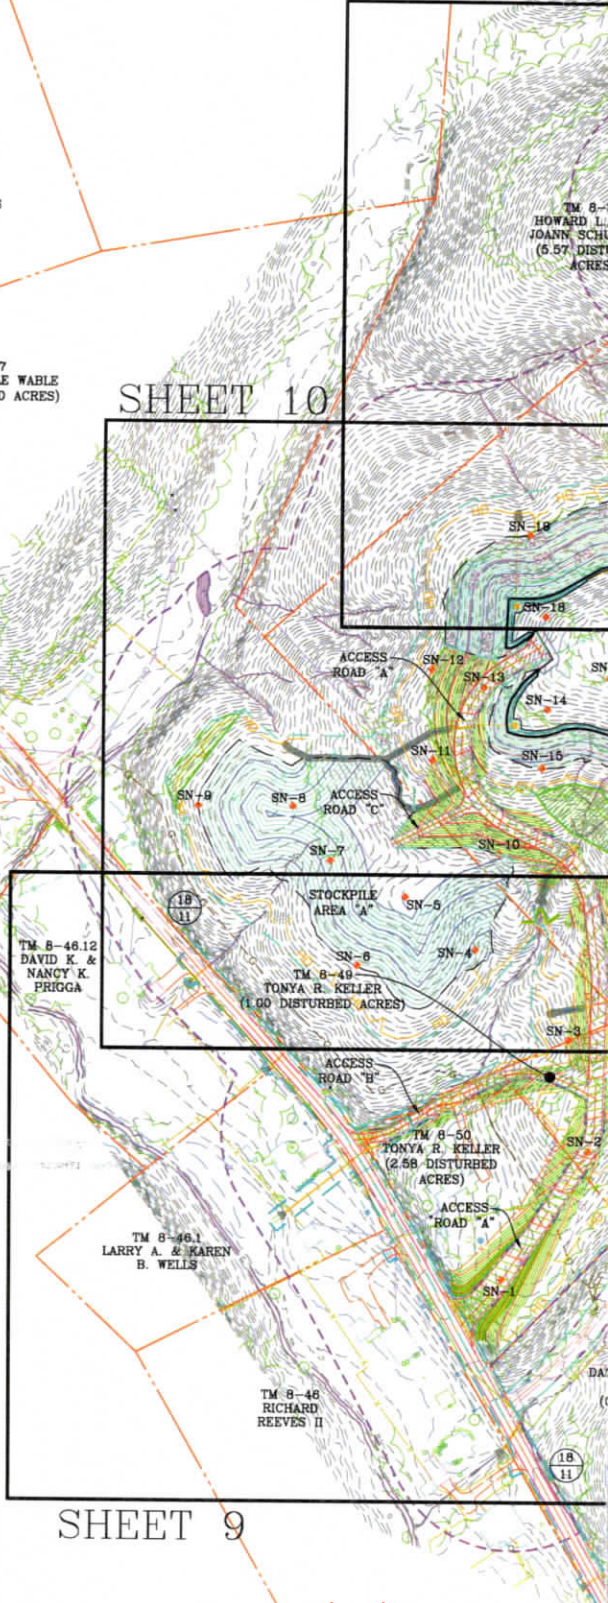 HOWARD L
JOANN SCHU
(5.57 DISTU
ACRES
7
E WABLE
0 ACRES)
SHEET 10
SN-19
SN-18
ACCESS
ROAD "A"
SN-12
SN-13
SN
SN-14
SN-11
SN-15
SN-9
SN-8
ACCESS
ROAD "C"
SN-10
SN-7
STOCKPILE
AREA "A"
SN-5
18
11
SN-4
SN-6
TM 8-46.12
DAVID K. &
NANCY K.
PRIGGA
TM 8-49
TONYA R. KELLER
(1.00 DISTURBED ACRES)
SN-3
ACCESS
ROAD "B"
TM 8-50
TONYA R. KELLER
(2.58 DISTURBED
ACRES)
SN-2
ACCESS
ROAD "A"
TM 8-46.1
LARRY A. & KAREN
B. WELLS
SN-1
TM 8-46
RICHARD
REEVES II
DA
18
11
SHEET 9